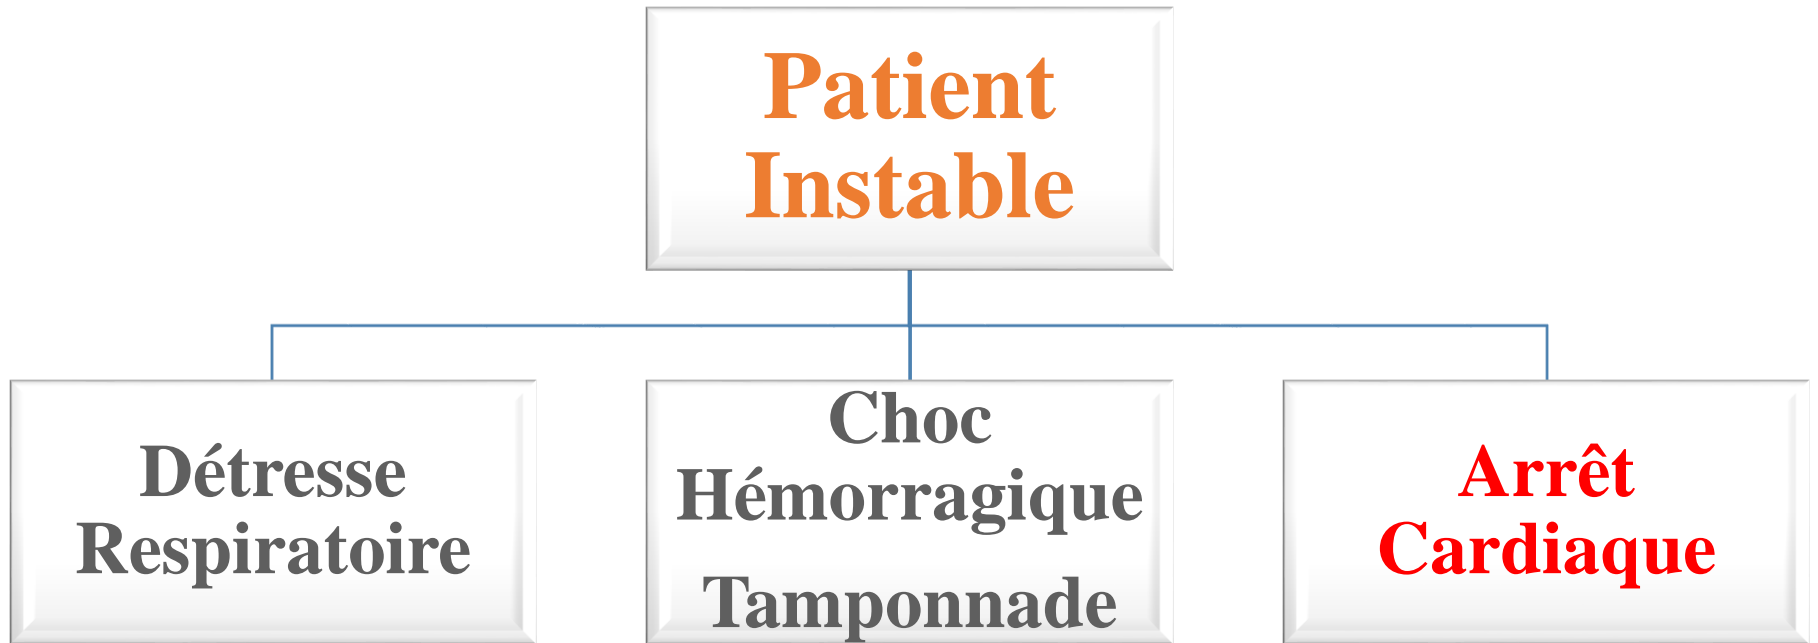 Patient
Instable
Détresse
Respiratoire
Choc
Hémorragique
Tamponnade
Arrêt
Cardiaque